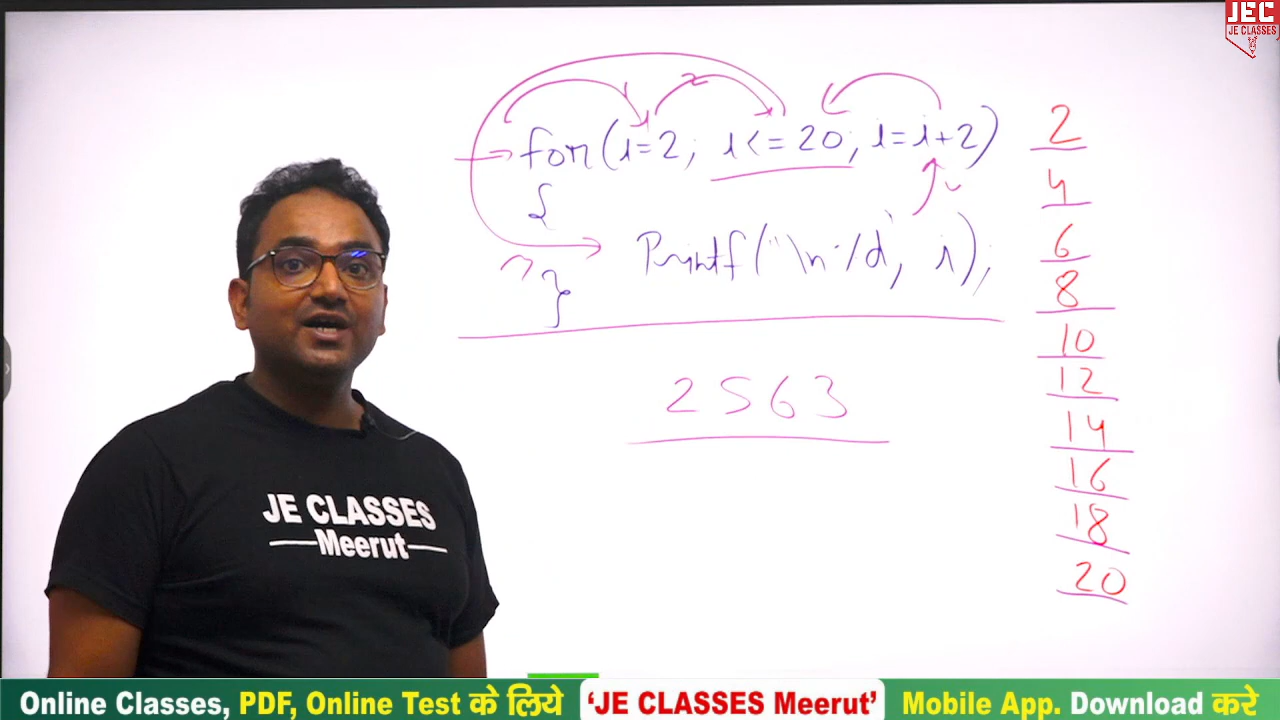 JEC
JE CLASSES
for(i=2; i<=20; i=i+2)
{
Printf("\n%d", i);
}
2563
2
4
6
8
10
12
14
16
18
20
JE CLASSES
Meerut
Online Classes, PDF, Online Test के लिये 'JE CLASSES Meerut' Mobile App. Download करे